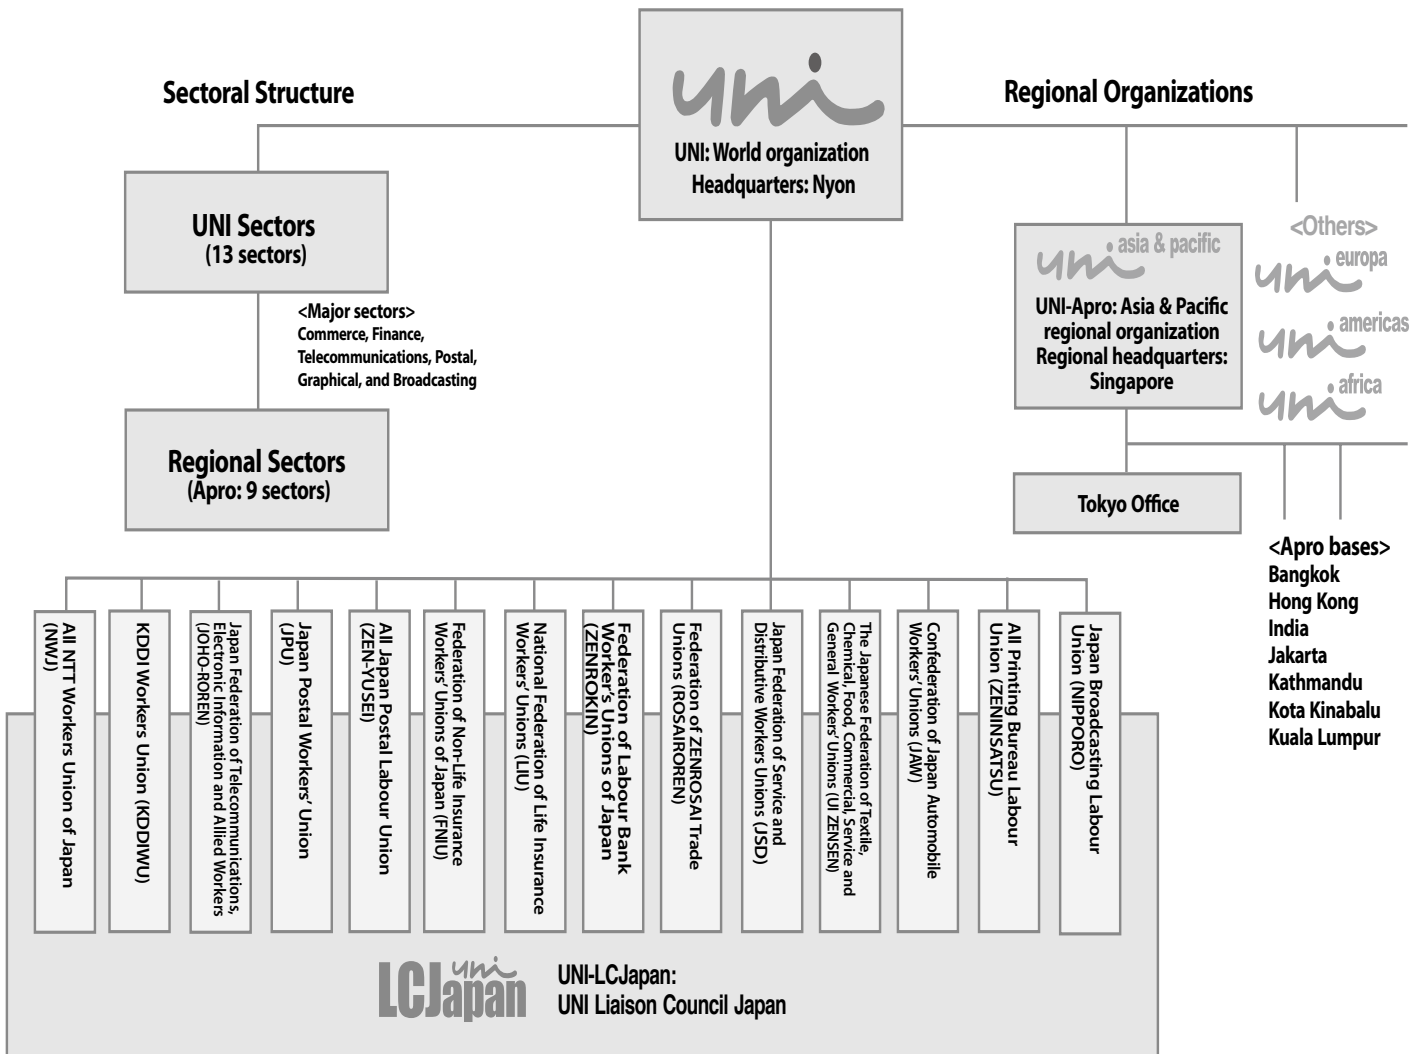 Sectoral Structure
uni
UNI: World organization
Headquarters: Nyon
Regional Organizations
UNI Sectors
(13 sectors)
<Major sectors>
Commerce, Finance,
Telecommunications, Postal,
Graphical, and Broadcasting
Regional Sectors
(Apro: 9 sectors)
uni asia & pacific
UNI-Apro: Asia & Pacific
regional organization
Regional headquarters:
Singapore
<Others>
uni europa
uni americas
uni africa
Tokyo Office
<Apro bases>
Bangkok
Hong Kong
India
Jakarta
Kathmandu
Kota Kinabalu
Kuala Lumpur
All NTT Workers Union of Japan
(NWJ)
KDDI Workers Union (KDDIWU)
Japan Federation of Telecommunications,
Electronic Information and Allied Workers
(JOHO-ROREN)
Japan Postal Workers' Union
(JPU)
All Japan Postal Labour Union
(ZEN-YUSEI)
Federation of Non-Life Insurance
Workers' Unions of Japan (FNIU)
National Federation of Life Insurance
Workers' Unions (LIU)
Federation of Labour Bank
Worker's Unions of Japan
(ZENROKIN)
Federation of ZENROSAI Trade
Unions (ROSAIROREN)
Japan Federation of Service and
Distributive Workers Unions (JSD)
The Japanese Federation of Textile,
Chemical, Food, Commercial, Service and
General Workers' Unions (UI ZENSEN)
Confederation of Japan Automobile
Workers' Unions (JAW)
All Printing Bureau Labour
Union (ZENINSATSU)
Japan Broadcasting Labour
Union (NIPPORO)
uni
LCJapan
UNI-LCJapan:
UNI Liaison Council Japan